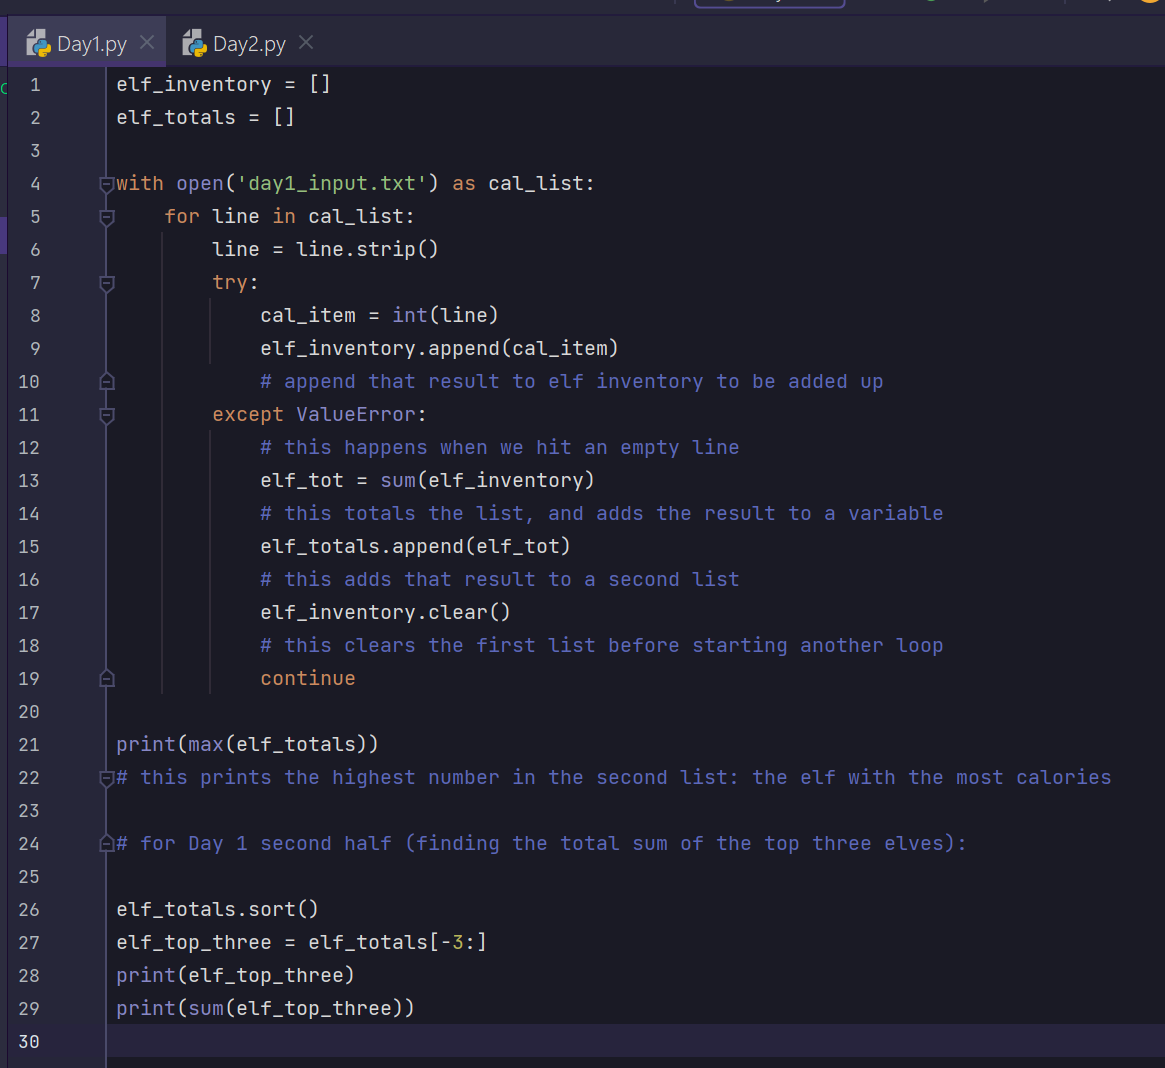 Day1.py Day2.py
1 elf_inventory = []
2 elf_totals = []
3
4 with open('day1_input.txt') as cal_list:
5     for line in cal_list:
6         line = line.strip()
7         try:
8             cal_item = int(line)
9             elf_inventory.append(cal_item)
10             # append that result to elf inventory to be added up
11         except ValueError:
12             # this happens when we hit an empty line
13             elf_tot = sum(elf_inventory)
14             # this totals the list, and adds the result to a variable
15             elf_totals.append(elf_tot)
16             # this adds that result to a second list
17             elf_inventory.clear()
18             # this clears the first list before starting another loop
19             continue
20
21 print(max(elf_totals))
22 # this prints the highest number in the second list: the elf with the most calories
23
24 # for Day 1 second half (finding the total sum of the top three elves):
25
26 elf_totals.sort()
27 elf_top_three = elf_totals[-3:]
28 print(elf_top_three)
29 print(sum(elf_top_three))
30